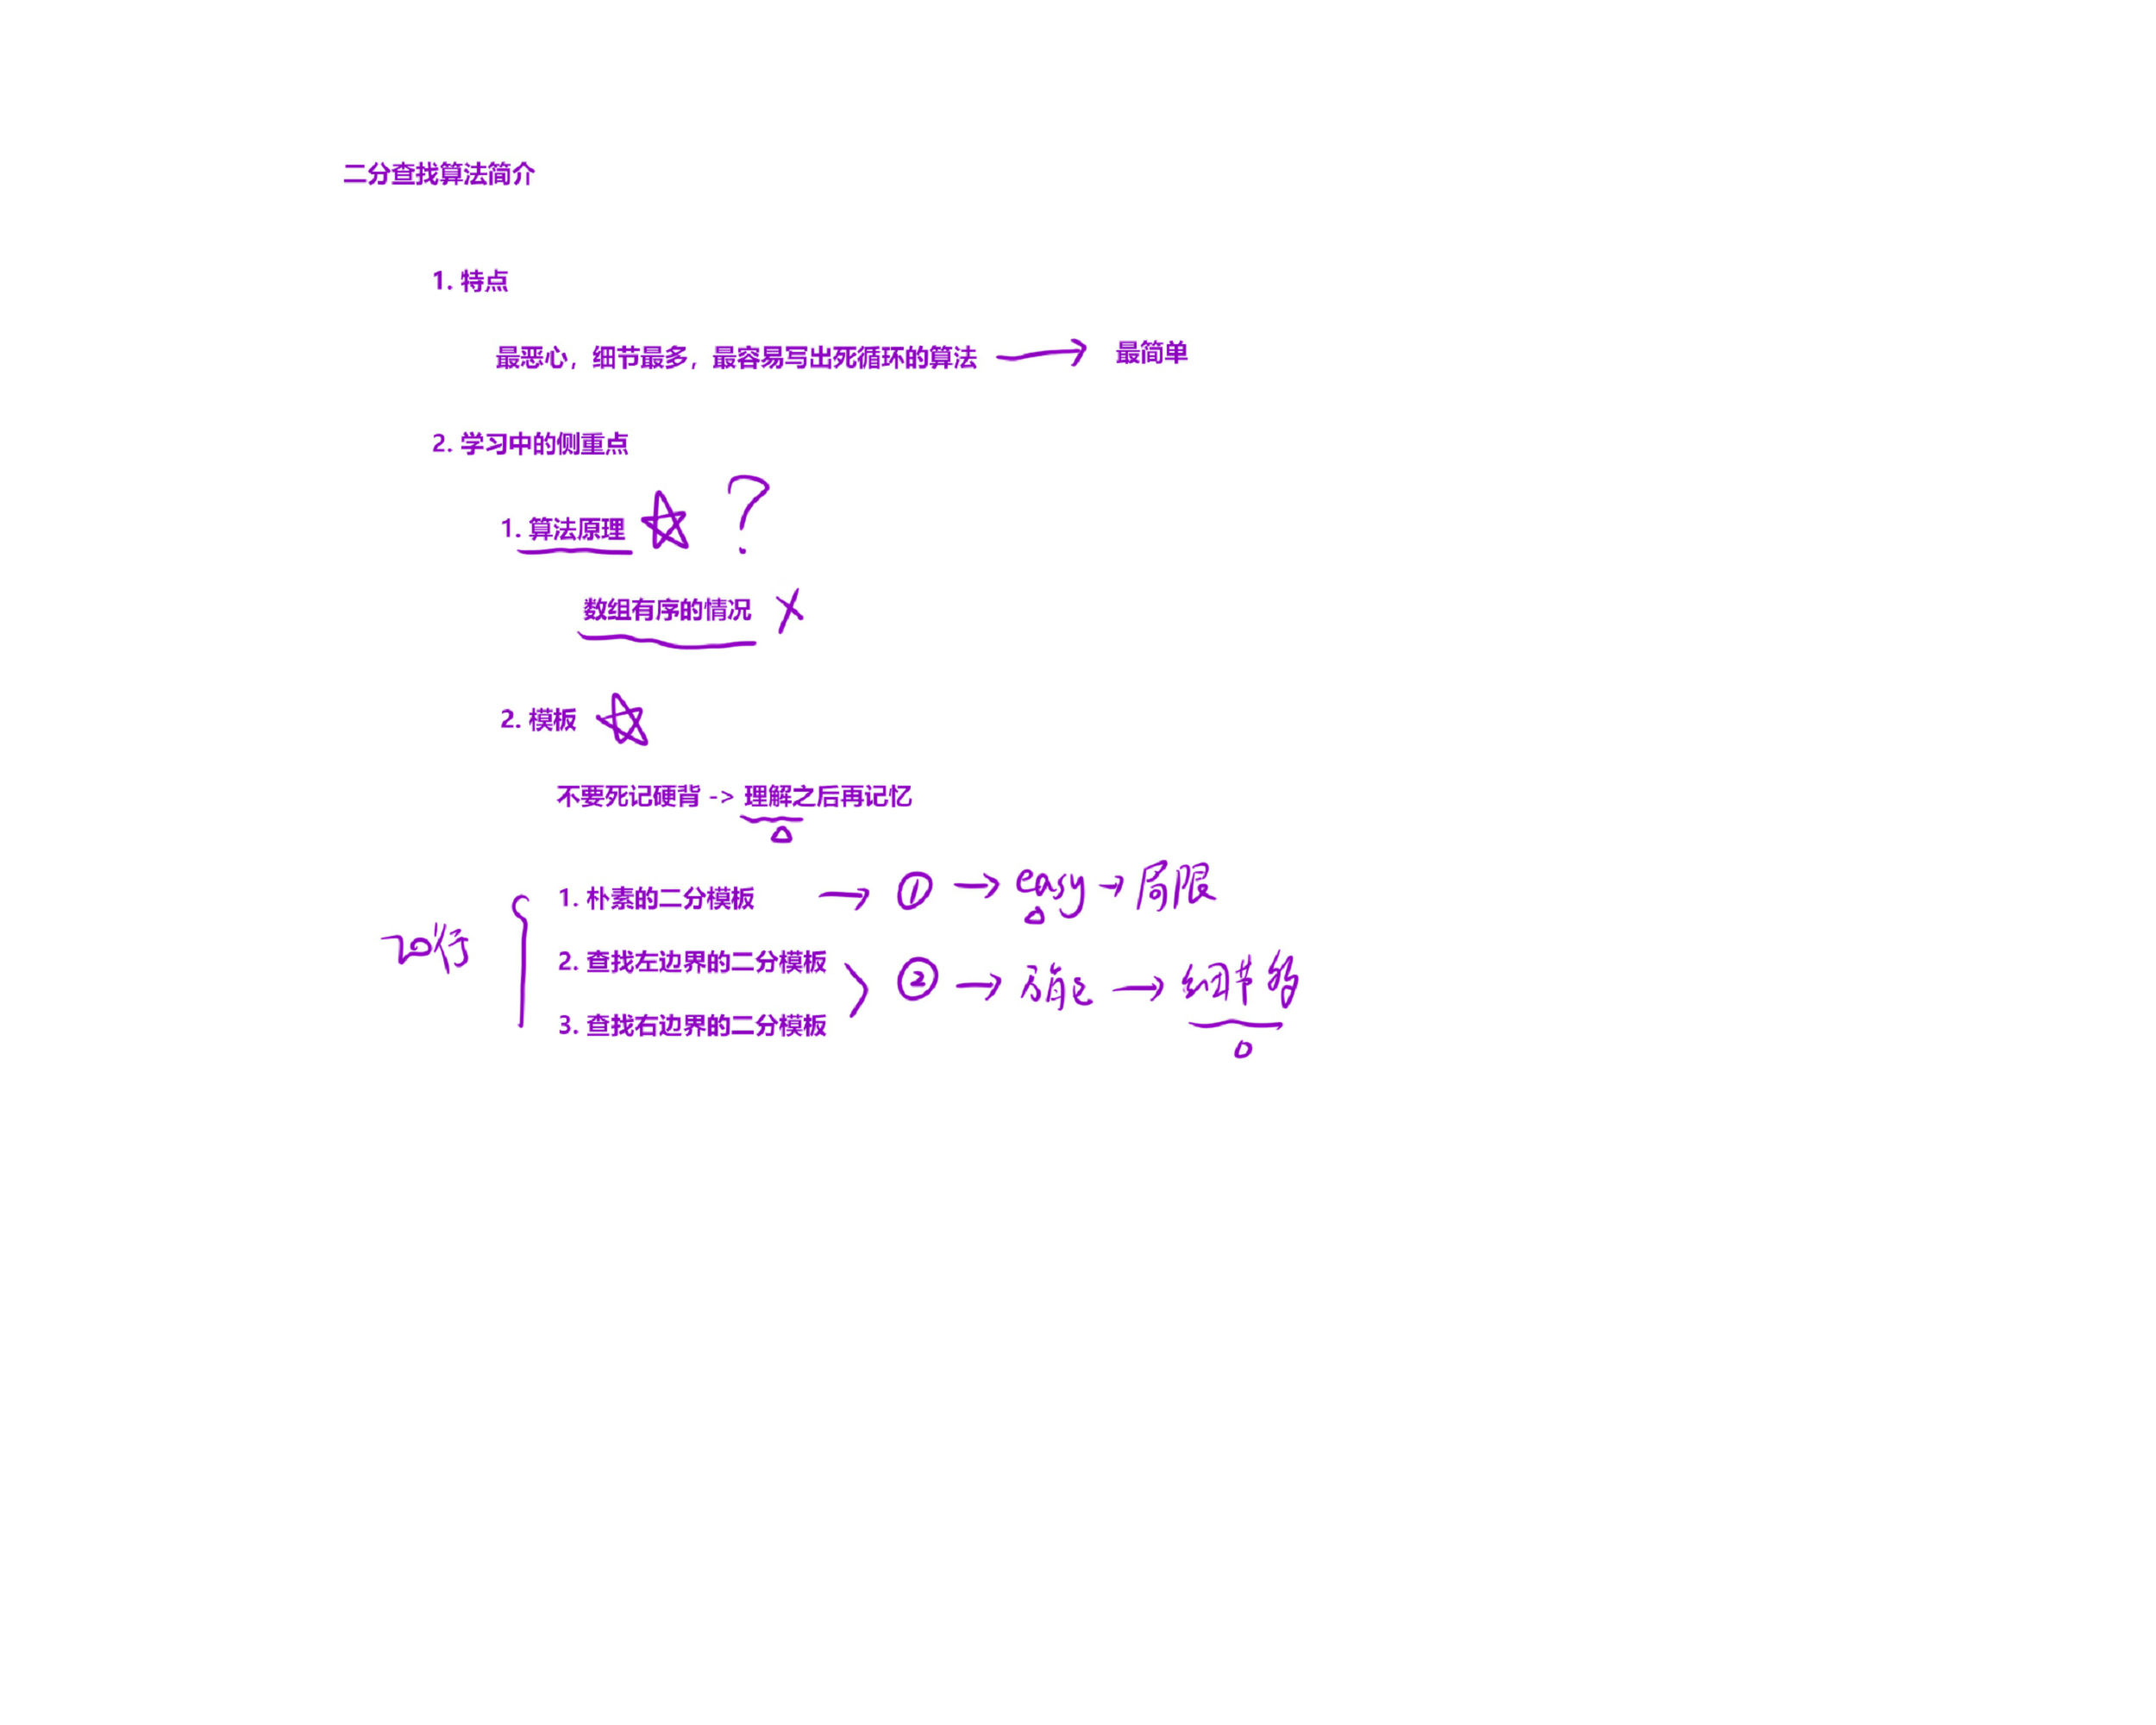 二分查找算法简介
1. 特点
最恶心，细节最多，最容易写出死循环的算法 → 最简单
2. 学习中的侧重点
1. 算法原理 ☆ ?
数组有序的情况 ×
2. 模板 ☆
不要死记硬背 -> 理解之后再记忆
1. 朴素的二分模板 → ① → easy → 局限
20行
2. 查找左边界的二分模板
② → 万能 → 细节多
3. 查找右边界的二分模板